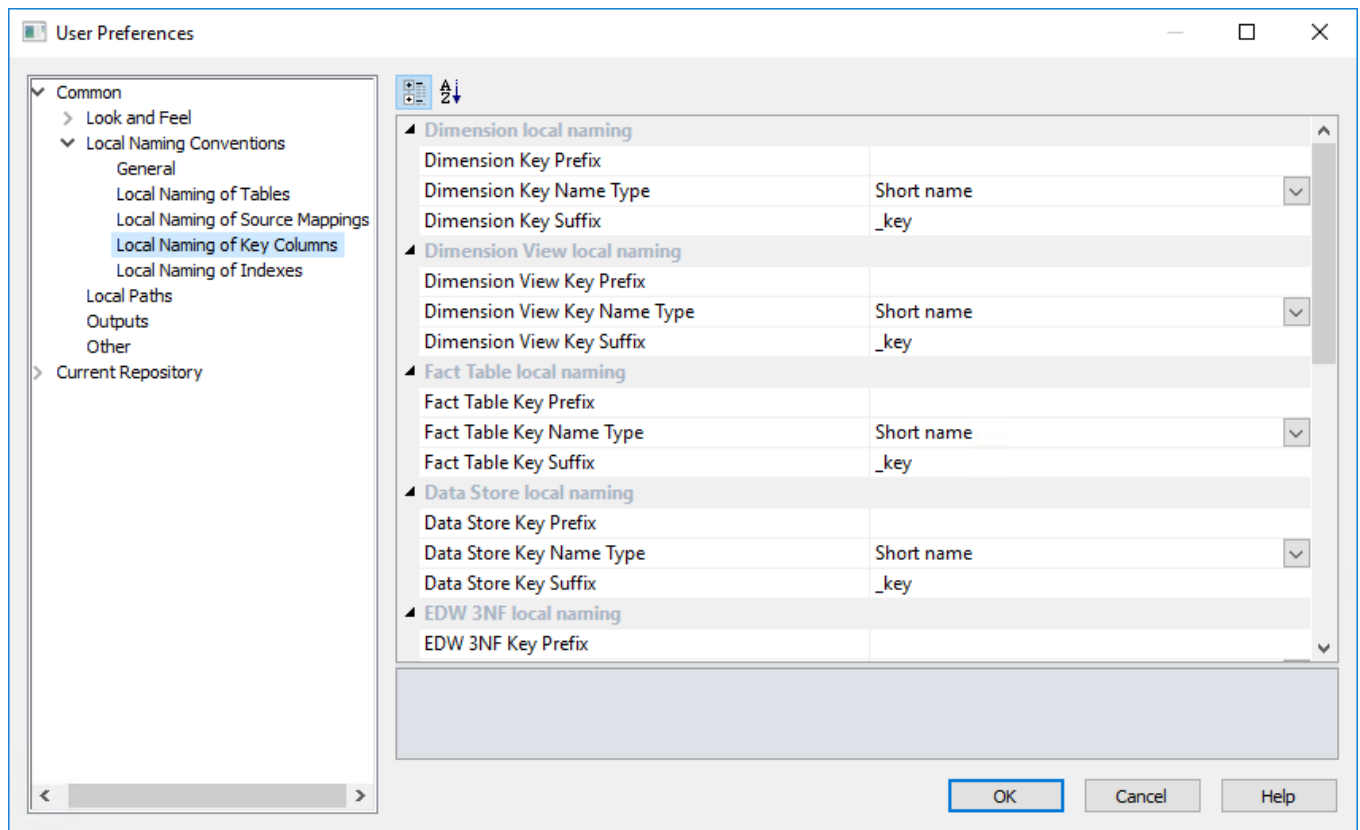 User Preferences
Common
Look and Feel
Local Naming Conventions
General
Local Naming of Tables
Local Naming of Source Mappings
Local Naming of Key Columns
Local Naming of Indexes
Local Paths
Outputs
Other
Current Repository
A
Z
Dimension local naming
Dimension Key Prefix
Dimension Key Name Type Short name
Dimension Key Suffix _key
Dimension View local naming
Dimension View Key Prefix
Dimension View Key Name Type Short name
Dimension View Key Suffix _key
Fact Table local naming
Fact Table Key Prefix
Fact Table Key Name Type Short name
Fact Table Key Suffix _key
Data Store local naming
Data Store Key Prefix
Data Store Key Name Type Short name
Data Store Key Suffix _key
EDW 3NF local naming
EDW 3NF Key Prefix
OK Cancel Help